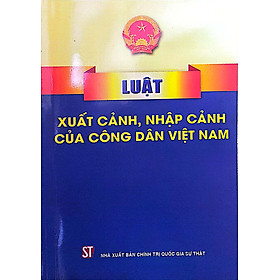 LUẬT
XUẤT CẢNH, NHẬP CẢNH
CỦA CÔNG DÂN VIỆT NAM
ST NHÀ XUẤT BẢN CHÍNH TRỊ QUỐC GIA SỰ THẬT